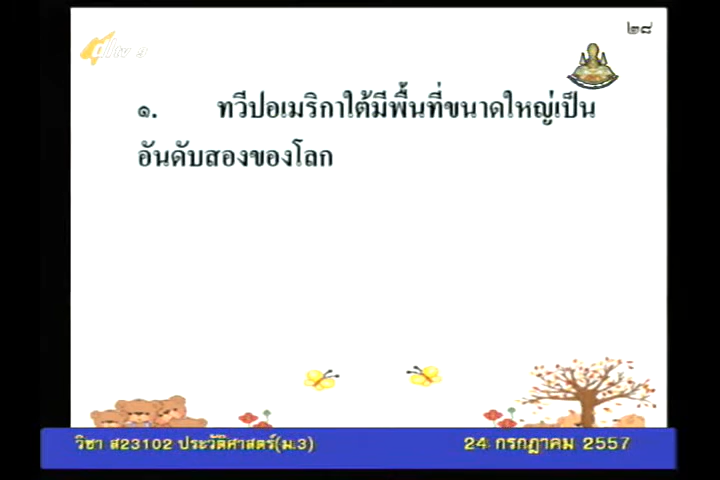 ๒๘
dltv 9
๑. ทวีปอเมริกาใต้มีพื้นที่ขนาดใหญ่เป็น
อันดับสองของโลก
วิชา ส23102 ประวัติศาสตร์(ม.3) 24 กรกฎาคม 2557